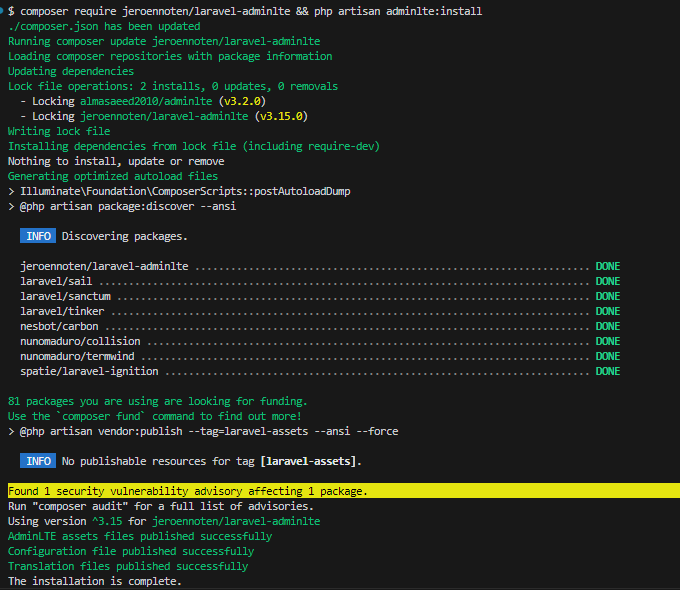 $ composer require jeroennoten/laravel-adminlte && php artisan adminlte:install
./composer.json has been updated
Running composer update jeroennoten/laravel-adminlte
Loading composer repositories with package information
Updating dependencies
Lock file operations: 2 installs, 0 updates, 0 removals
  - Locking almasaeed2010/adminlte (v3.2.0)
  - Locking jeroennoten/laravel-adminlte (v3.15.0)
Writing lock file
Installing dependencies from lock file (including require-dev)
Nothing to install, update or remove
Generating optimized autoload files
> Illuminate\Foundation\ComposerScripts::postAutoloadDump
> @php artisan package:discover --ansi
INFO Discovering packages.
jeroennoten/laravel-adminlte .................................................................. DONE
laravel/sail .................................................................................. DONE
laravel/sanctum ............................................................................... DONE
laravel/tinker ................................................................................ DONE
nesbot/carbon ................................................................................. DONE
nunomaduro/collision .......................................................................... DONE
nunomaduro/termwind ........................................................................... DONE
spatie/laravel-ignition ....................................................................... DONE
81 packages you are using are looking for funding.
Use the `composer fund` command to find out more!
> @php artisan vendor:publish --tag=laravel-assets --ansi --force
INFO No publishable resources for tag [laravel-assets].
Found 1 security vulnerability advisory affecting 1 package.
Run "composer audit" for a full list of advisories.
Using version ^3.15 for jeroennoten/laravel-adminlte
AdminLTE assets files published successfully
Configuration file published successfully
Translation files published successfully
The installation is complete.